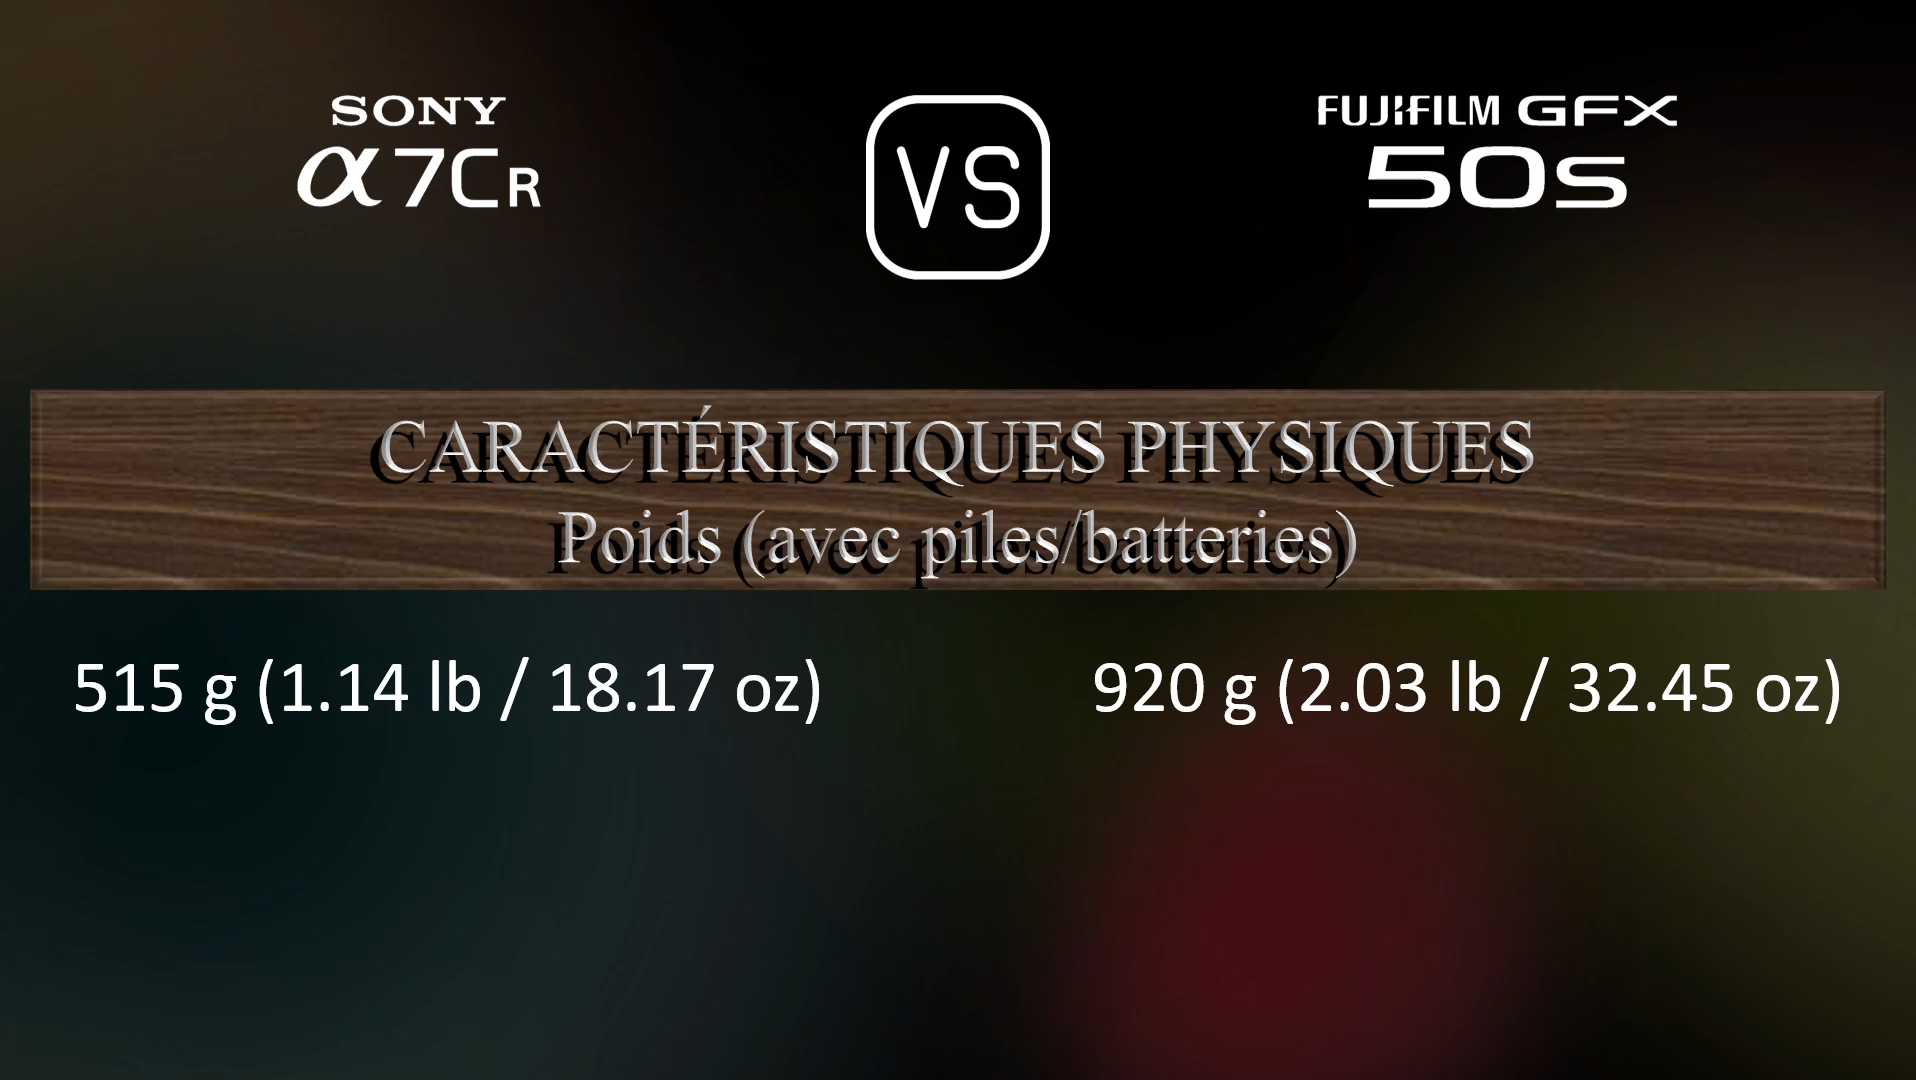 SONY
α7CR
VS
FUJIFILM GFX
50S
CARACTÉRISTIQUES PHYSIQUES
Poids (avec piles/batteries)
515 g (1.14 lb / 18.17 oz)
920 g (2.03 lb / 32.45 oz)